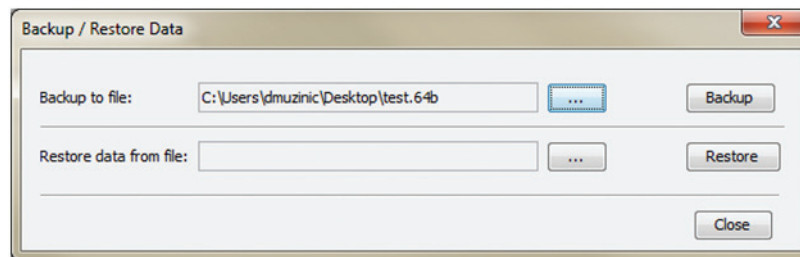 Backup / Restore Data
Backup to file: C:\Users\dmuzinic\Desktop\test.64b ... Backup
Restore data from file: ... Restore
Close